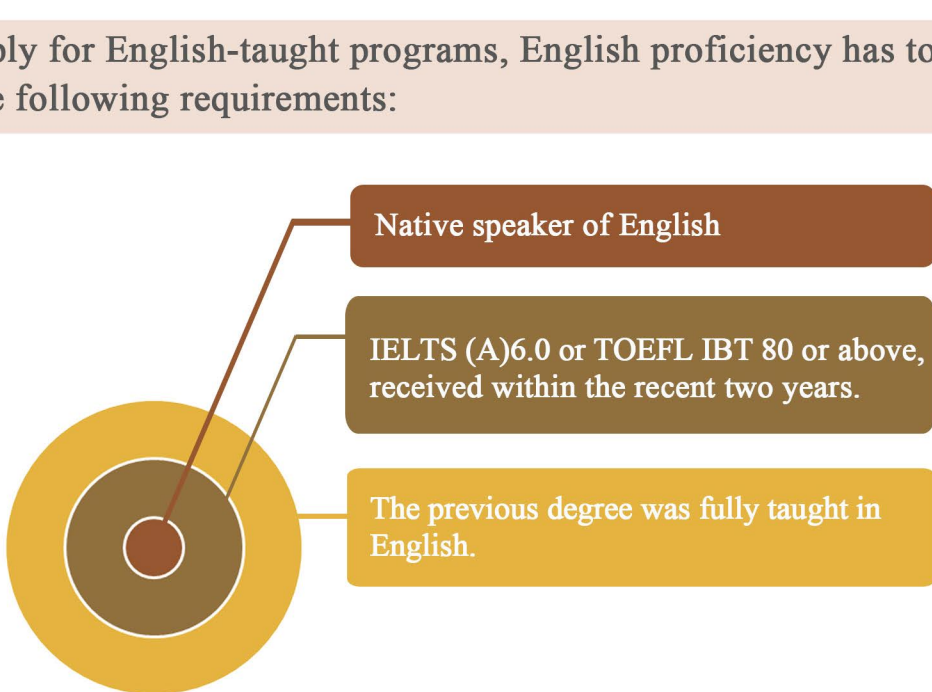 for English-taught programs, English proficiency has to
following requirements:
Native speaker of English
IELTS (A)6.0 or TOEFL IBT 80 or above,
received within the recent two years.
The previous degree was fully taught in
English.